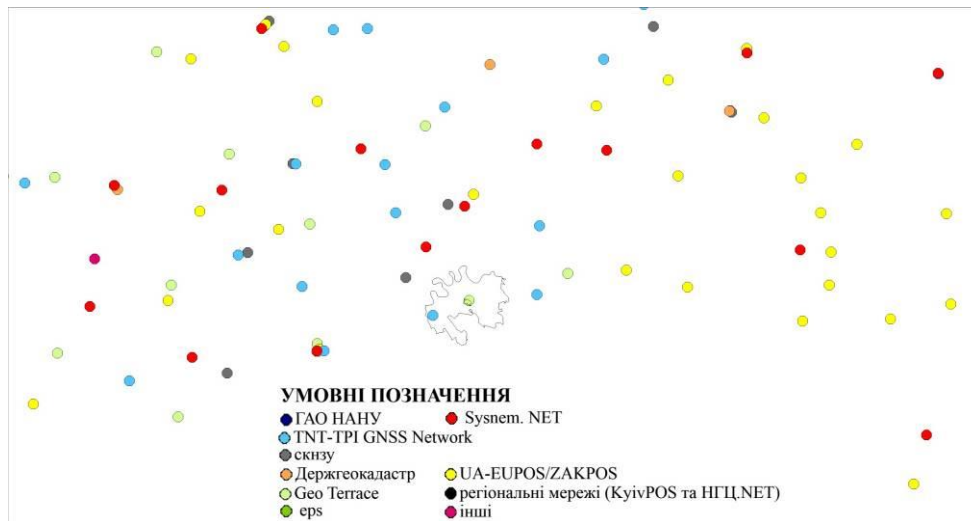 УМОВНІ ПОЗНАЧЕННЯ
ГАО НАНУ Sysnem. NET
TNT-TPI GNSS Network
скнзу
Держгеокадастр UA-EUPOS/ZAKPOS
Geo Terrace регіональні мережі (KyivPOS та НГЦ.NET)
eps інші